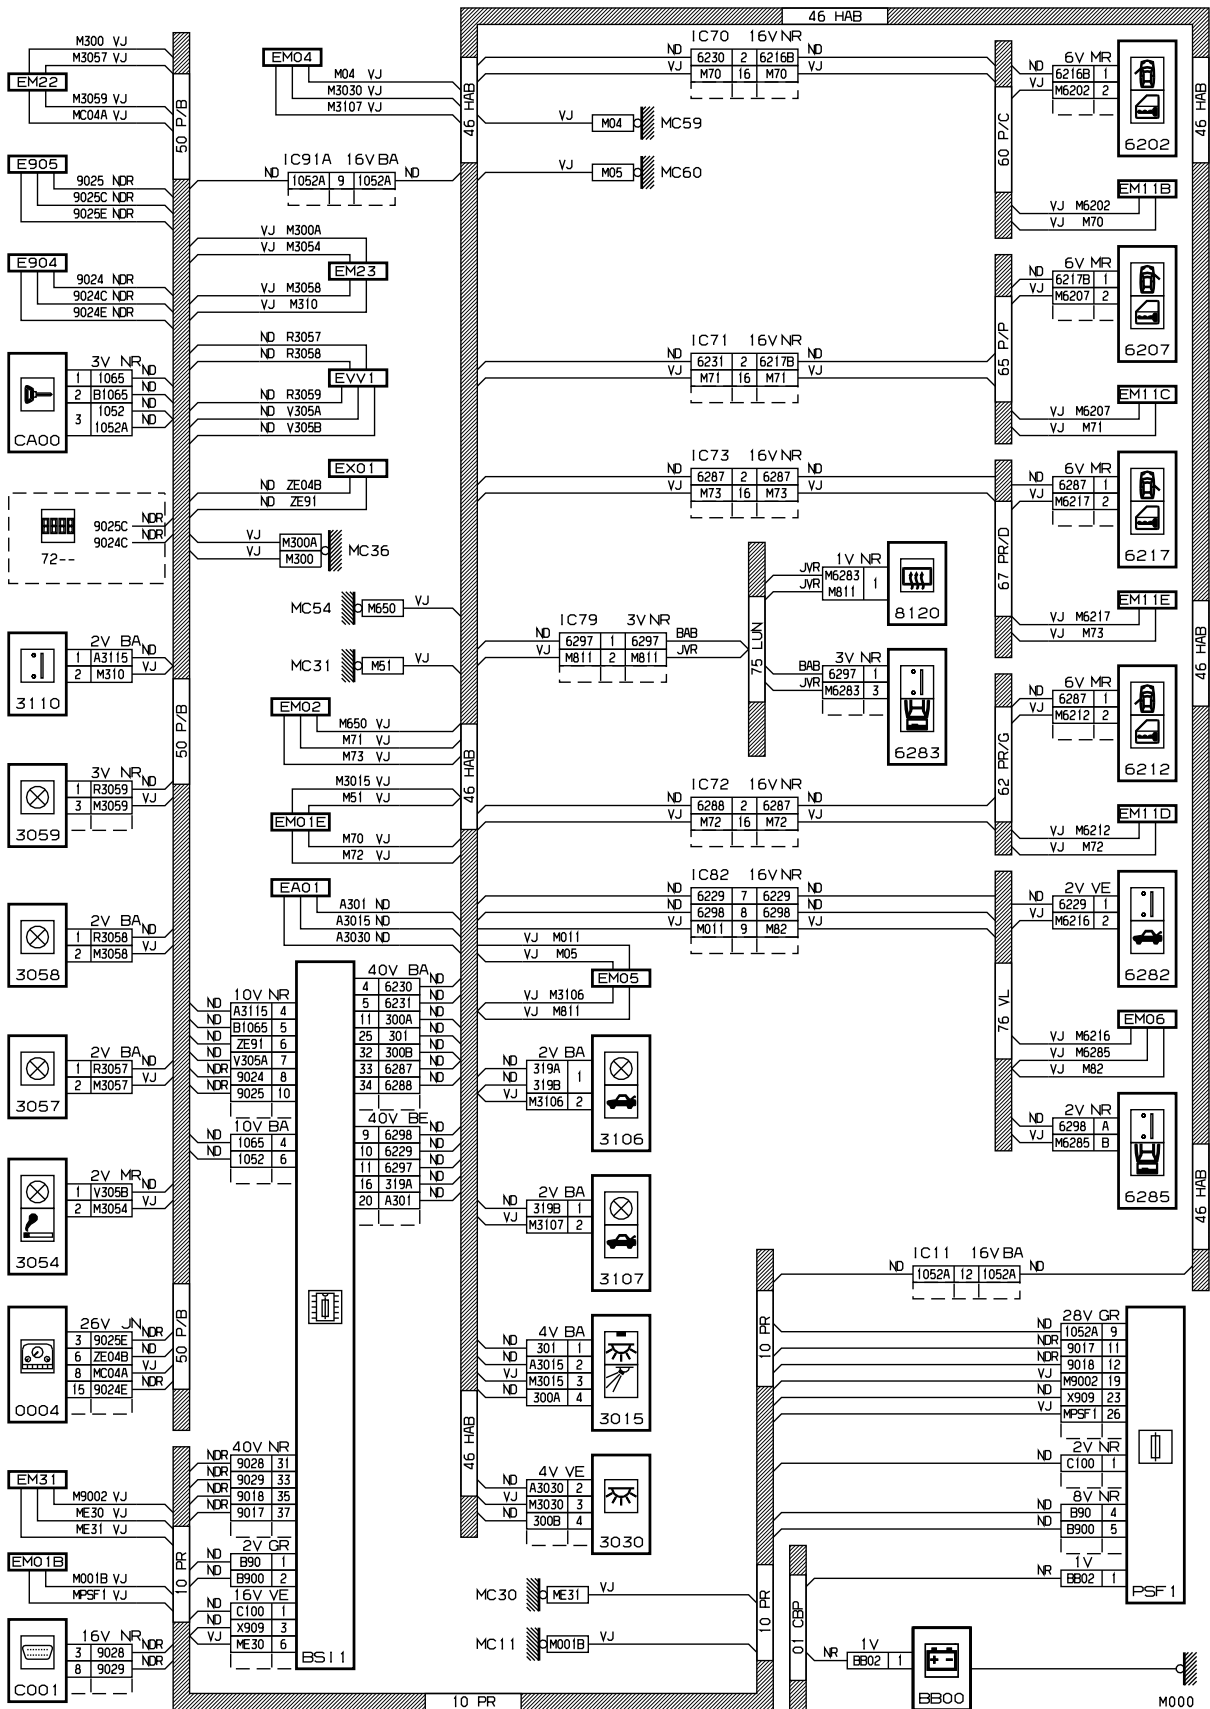 46 HAB
M300 VJ
M3057 VJ
EM22
M3059 VJ
MC04A VJ
50 P/B
E905
9025 NDR
9025C NDR
9025E NDR
E904
9024 NDR
9024C NDR
9024E NDR
CA00
3V NR
1 1065 ND
2 B1065 ND
3 1052 ND
1052A ND
72--
9025C NDR
9024C NDR
3110
2V BA
1 A3115 ND
2 M310 VJ
50 P/B
3059
3V NR
1 R3059 ND
3 M3059 VJ
3058
2V BA
1 R3058 ND
2 M3058 VJ
3057
2V BA
1 R3057 ND
2 M3057 VJ
3054
2V MR
1 V305B ND
2 M3054 VJ
0004
26V JN
3 9025E NDR
6 ZE04B ND
8 MC04A VJ
15 9024E NDR
50 P/B
EM31
M9002 VJ
ME30 VJ
ME31 VJ
EM01B
M001B VJ
MPSF1 VJ
10 PR
C001
16V NR
3 9028 NDR
8 9029 NDR
EM04
M04 VJ
M3030 VJ
M3107 VJ
46 HAB
IC91A 16V BA
ND 1052A 9 1052A ND
VJ M300A
VJ M3054
EM23
VJ M3058
VJ M310
ND R3057
ND R3058
EVV1
ND R3059
ND V305A
ND V305B
EX01
ND ZE04B
ND ZE91
VJ M300A
VJ M300
MC36
MC54 M650 VJ
MC31 M51 VJ
EM02
M650 VJ
M71 VJ
M73 VJ
M3015 VJ
M51 VJ
EM01E
M70 VJ
M72 VJ
46 HAB
EA01
A301 ND
A3015 ND
A3030 ND
BSI1
10V NR
ND A3115 4
ND B1065 5
ND ZE91 6
ND V305A 7
NDR 9024 8
NDR 9025 10
10V BA
ND 1065 4
ND 1052 6
40V BA
4 6230 ND
5 6231 ND
11 300A ND
25 301 ND
32 300B ND
33 6287 ND
34 6288 ND
40V BE
9 6298 ND
10 6229 ND
11 6297 ND
16 319A ND
20 A301 ND
40V NR
NDR 9028 31
NDR 9029 33
NDR 9018 35
NDR 9017 37
2V GR
ND B90 1
ND B900 2
16V VE
ND C100 1
ND X909 3
VJ ME30 6
10 PR
IC70 16V NR
ND 6230 2 6216B ND
VJ M70 16 M70 VJ
VJ M04 MC59
VJ M05 MC60
IC71 16V NR
ND 6231 2 6217B ND
VJ M71 16 M71 VJ
IC73 16V NR
ND 6287 2 6287 ND
VJ M73 16 M73 VJ
IC79 3V NR
ND 6297 1 6297 BAB
VJ M811 2 M811 JVR
75 LUN
1V NR
JVR M6283 1
JVR M811
8120
3V NR
BAB 6297 1
JVR M6283 3
6283
IC72 16V NR
ND 6288 2 6287 ND
VJ M72 16 M72 VJ
IC82 16V NR
ND 6229 7 6229 ND
ND 6298 8 6298 ND
VJ M011 9 M82 VJ
VJ M011
VJ M05
EM05
VJ M3106
VJ M811
2V BA
ND 319A 1
ND 319B
VJ M3106 2
3106
2V BA
ND 319B 1
VJ M3107 2
3107
4V BA
ND 301 1
ND A3015 2
VJ M3015 3
ND 300A 4
3015
46 HAB
4V VE
ND A3030 2
VJ M3030 3
ND 300B 4
3030
MC30 ME31 VJ
MC11 M001B VJ
60 P/C
6V MR
ND 6216B 1
VJ M6202 2
6202
46 HAB
EM11B
VJ M6202
VJ M70
65 P/P
6V MR
ND 6217B 1
VJ M6207 2
6207
EM11C
VJ M6207
VJ M71
67 PR/D
6V MR
ND 6287 1
VJ M6217 2
6217
EM11E
VJ M6217
VJ M73
46 HAB
62 PR/G
6V MR
ND 6287 1
VJ M6212 2
6212
EM11D
VJ M6212
VJ M72
76 VL
2V VE
ND 6229 1
VJ M6216 2
6282
EM06
VJ M6216
VJ M6285
VJ M82
2V NR
ND 6298 A
VJ M6285 B
6285
46 HAB
IC11 16V BA
ND 1052A 12 1052A ND
10 PR
28V GR
ND 1052A 9
NDR 9017 11
NDR 9018 12
VJ M9002 19
ND X909 23
VJ MPSF1 26
2V NR
ND C100 1
8V NR
ND B90 4
ND B900 5
1V
NR BB02 1
PSF1
10 PR
01 CBP
1V
NR BB02 1
BB00
M000